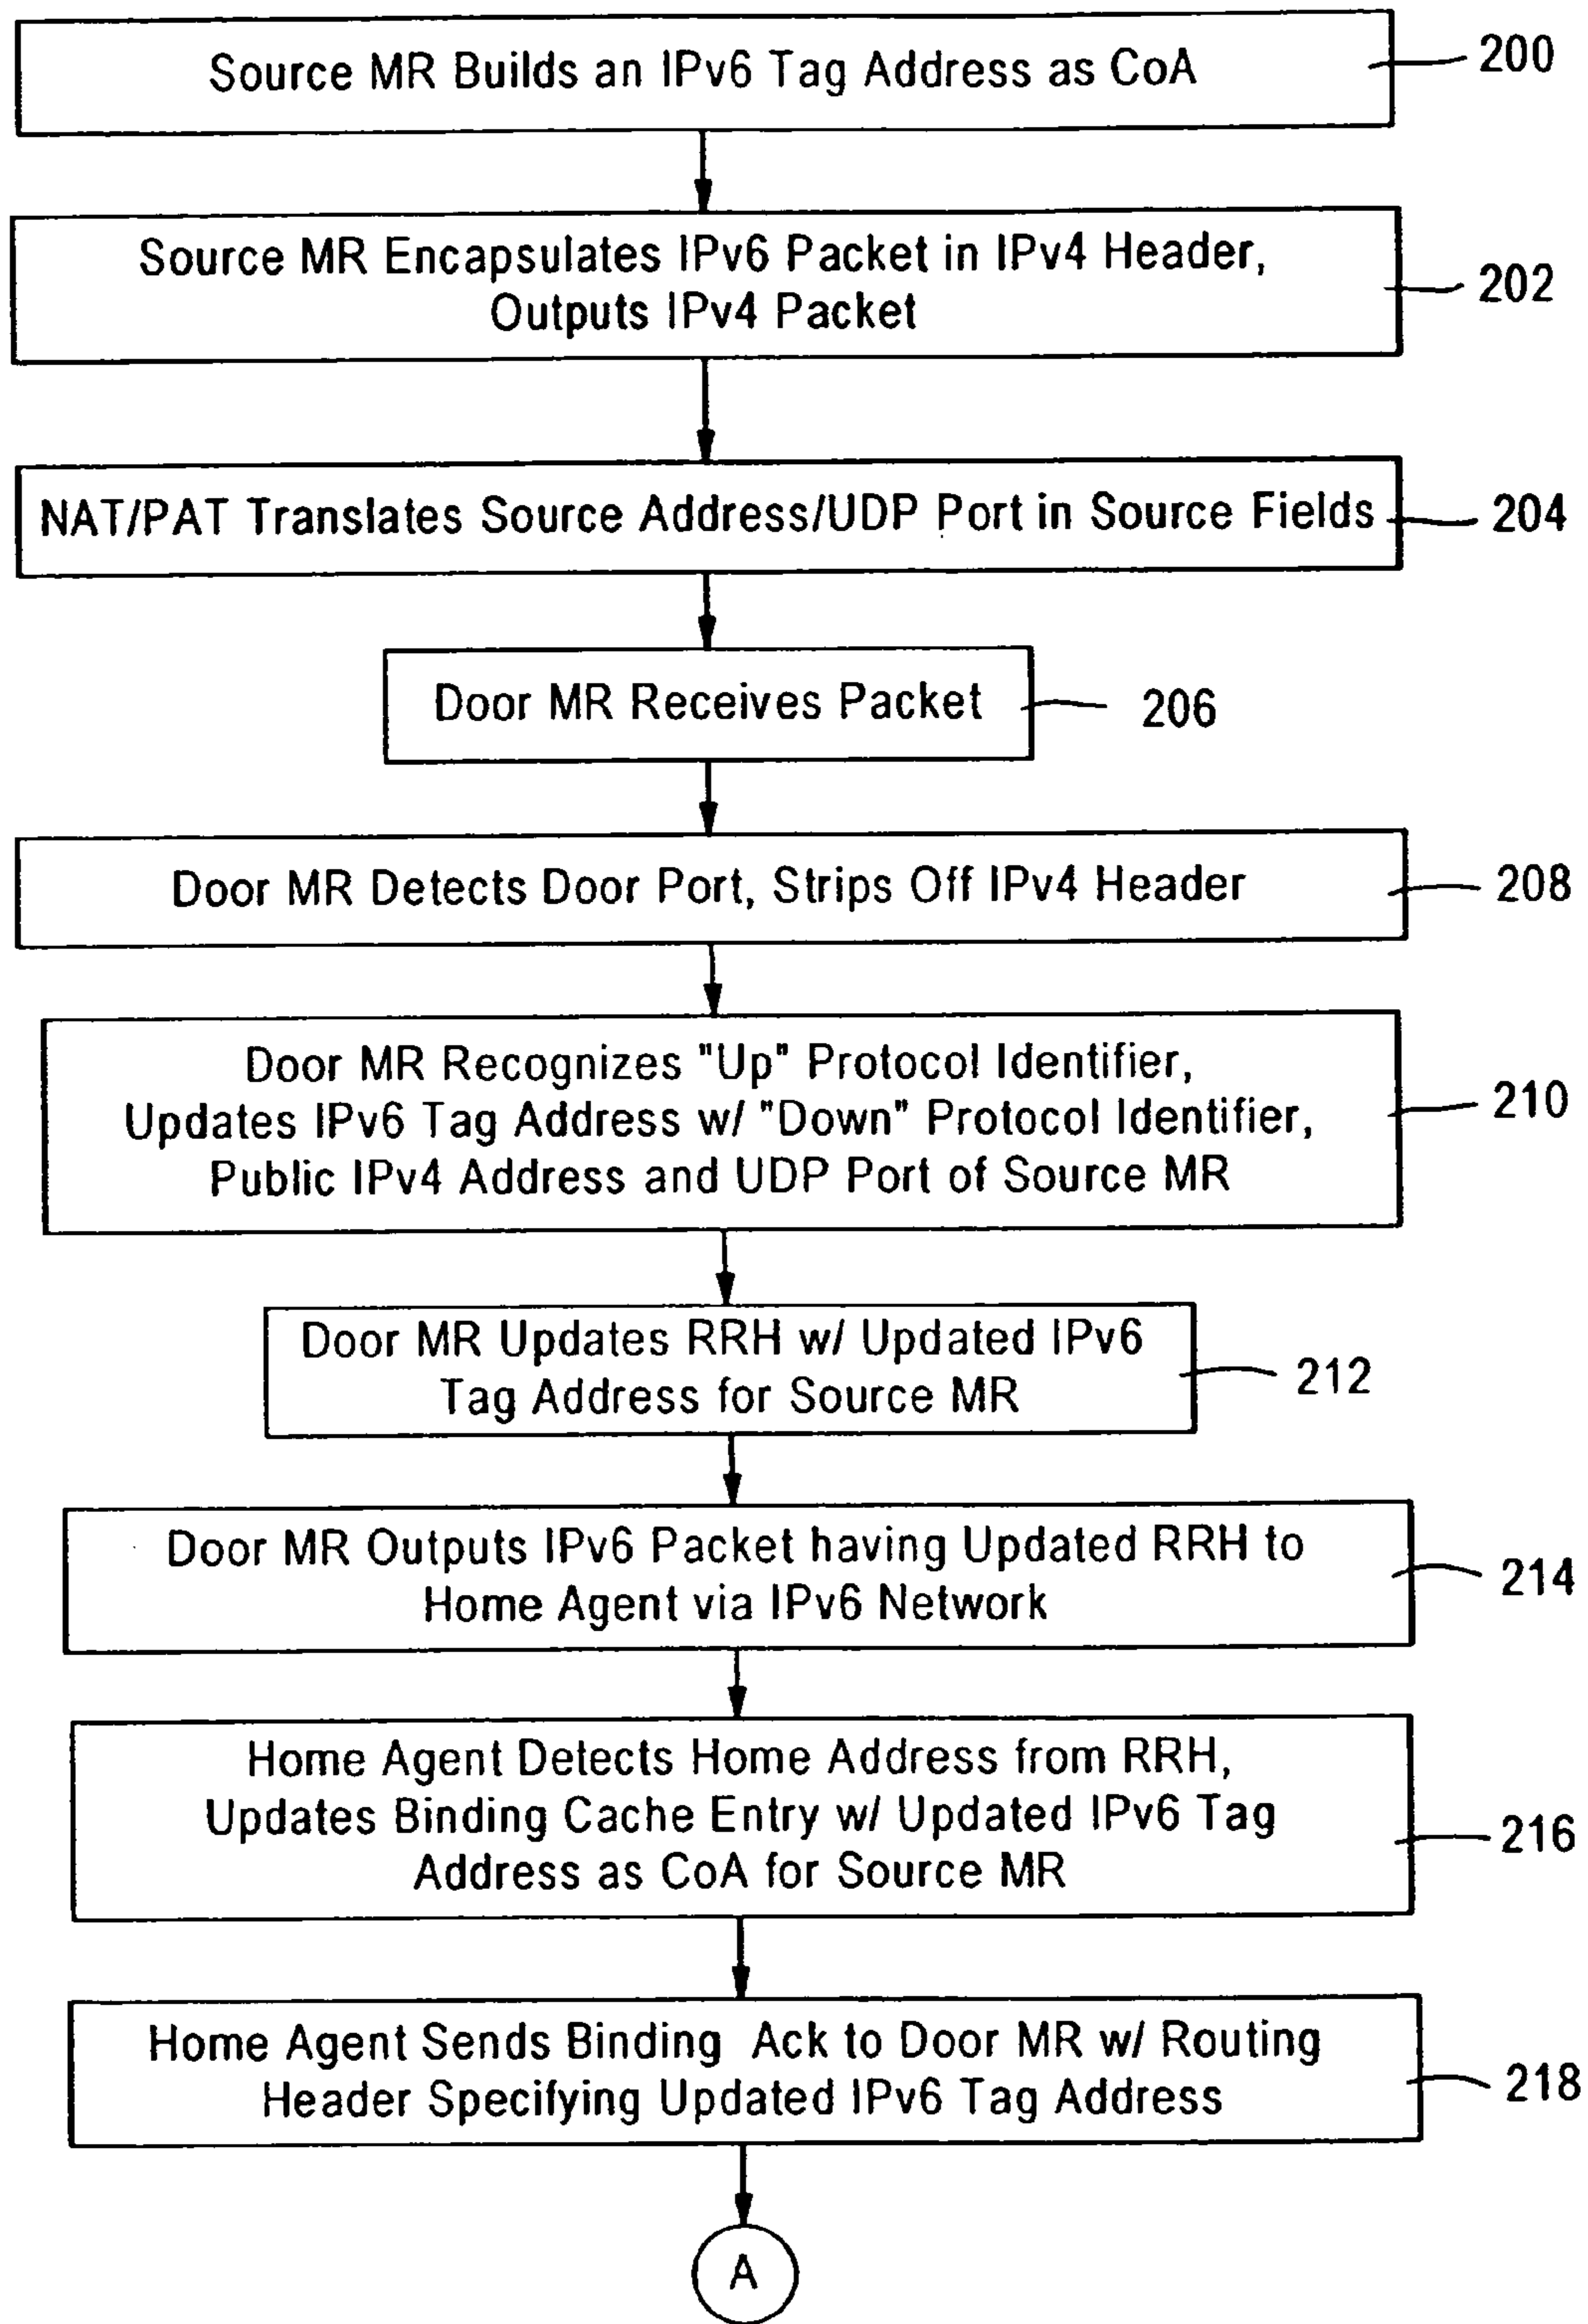 Source MR Builds an IPv6 Tag Address as CoA
200
Source MR Encapsulates IPv6 Packet in IPv4 Header,
Outputs IPv4 Packet
202
NAT/PAT Translates Source Address/UDP Port in Source Fields
204
Door MR Receives Packet
206
Door MR Detects Door Port, Strips Off IPv4 Header
208
Door MR Recognizes "Up" Protocol Identifier,
Updates IPv6 Tag Address w/ "Down" Protocol Identifier,
Public IPv4 Address and UDP Port of Source MR
210
Door MR Updates RRH w/ Updated IPv6
Tag Address for Source MR
212
Door MR Outputs IPv6 Packet having Updated RRH to
Home Agent via IPv6 Network
214
Home Agent Detects Home Address from RRH,
Updates Binding Cache Entry w/ Updated IPv6 Tag
Address as CoA for Source MR
216
Home Agent Sends Binding Ack to Door MR w/ Routing
Header Specifying Updated IPv6 Tag Address
218
A